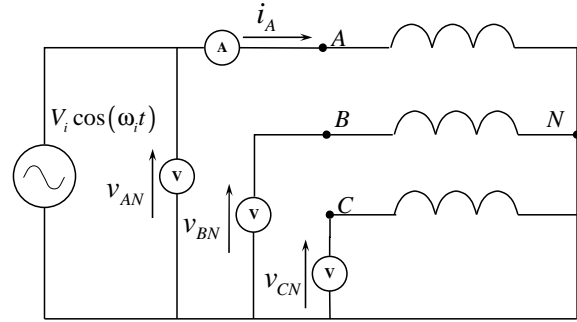 i_A
A
A
V_i cos(ω_i t)
B
N
v_AN
V
v_BN
V
C
v_CN
V